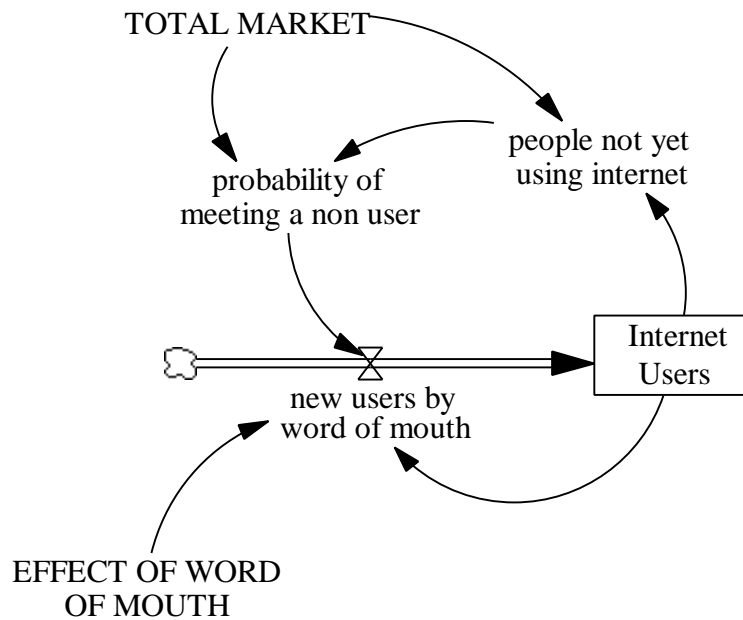 TOTAL MARKET
people not yet
using internet
probability of
meeting a non user
Internet
Users
new users by
word of mouth
EFFECT OF WORD
OF MOUTH